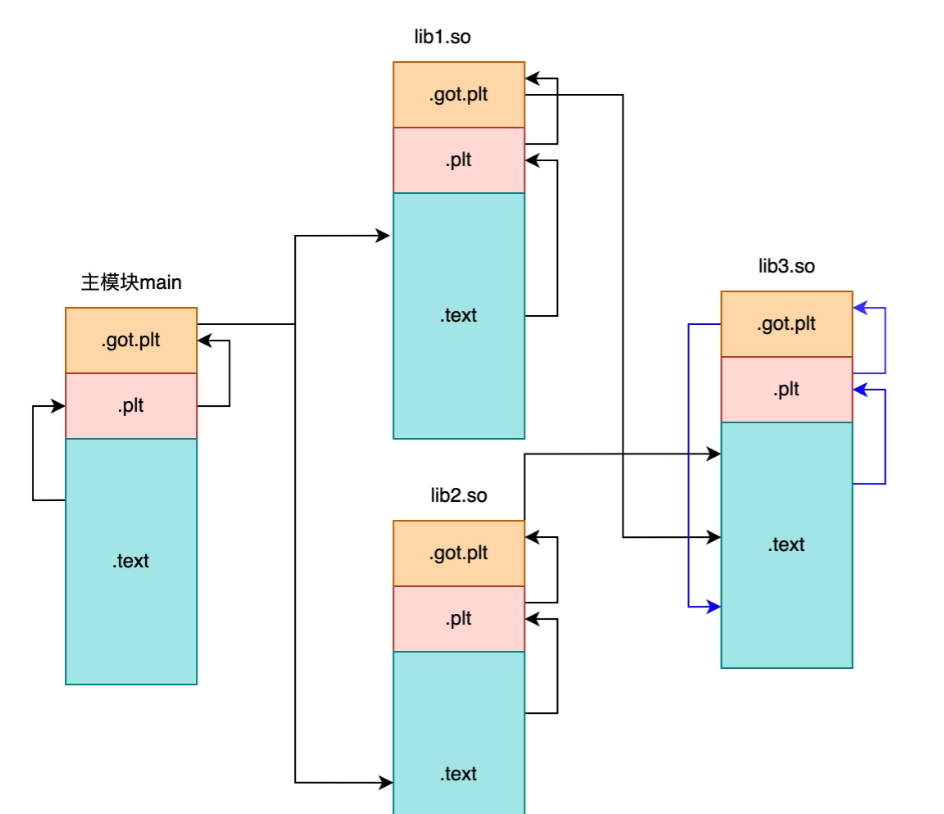 lib1.so
.got.plt
.plt
.text
主模块main
.got.plt
.plt
.text
lib2.so
.got.plt
.plt
.text
lib3.so
.got.plt
.plt
.text